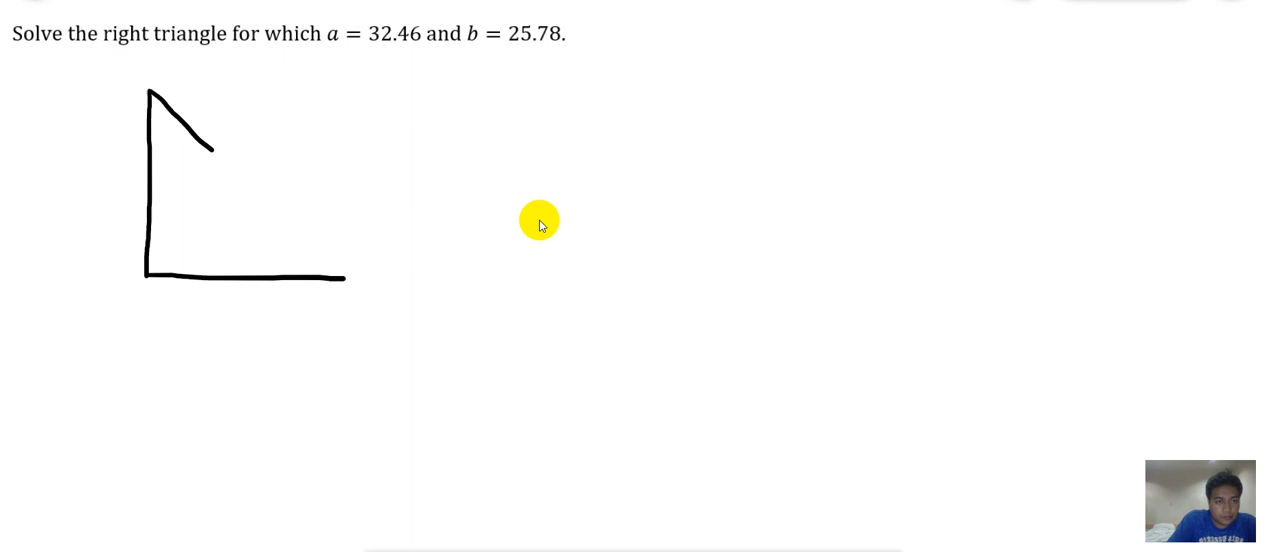 Solve the right triangle for which a = 32.46 and b = 25.78.